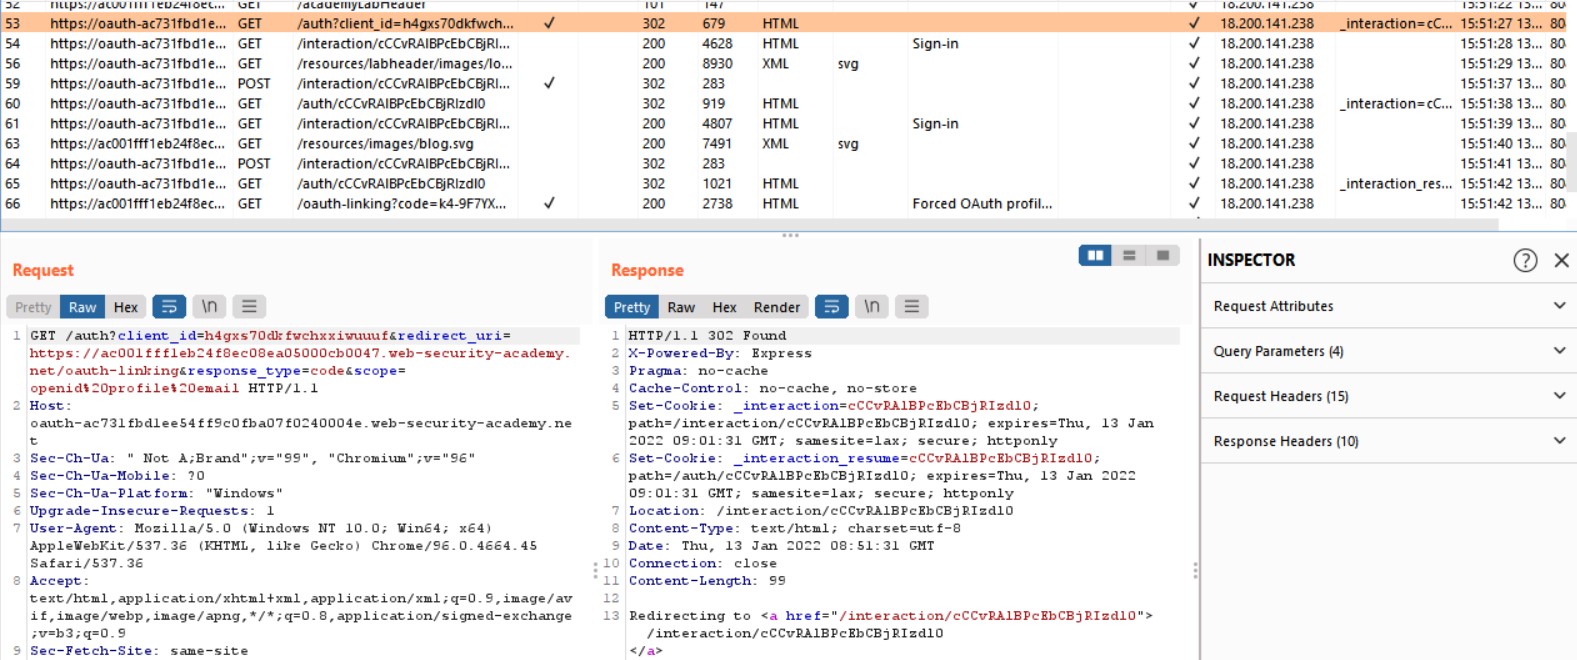 52 https://ac001fff1eb24f8ec... GET /academyLabHeader 101 147 ✓ 18.200.141.238 15:51:22 13... 80
53 https://oauth-ac731fbd1e... GET /auth?client_id=h4gxs70dkfwch... ✓ 302 679 HTML ✓ 18.200.141.238 _interaction=cC... 15:51:27 13... 80
54 https://oauth-ac731fbd1e... GET /interaction/cCCvRAlBPcEbCBjRI... 200 4628 HTML Sign-in ✓ 18.200.141.238 15:51:28 13... 80
56 https://oauth-ac731fbd1e... GET /resources/labheader/images/lo... 200 8930 XML svg ✓ 18.200.141.238 15:51:29 13... 80
59 https://oauth-ac731fbd1e... POST /interaction/cCCvRAlBPcEbCBjRI... ✓ 302 283 ✓ 18.200.141.238 15:51:37 13... 80
60 https://oauth-ac731fbd1e... GET /auth/cCCvRAlBPcEbCBjRIzdl0 302 919 HTML ✓ 18.200.141.238 _interaction=cC... 15:51:38 13... 80
61 https://oauth-ac731fbd1e... GET /interaction/cCCvRAlBPcEbCBjRI... 200 4807 HTML Sign-in ✓ 18.200.141.238 15:51:39 13... 80
63 https://ac001fff1eb24f8ec... GET /resources/images/blog.svg 200 7491 XML svg ✓ 18.200.141.238 15:51:40 13... 80
64 https://oauth-ac731fbd1e... POST /interaction/cCCvRAlBPcEbCBjRI... 302 283 ✓ 18.200.141.238 15:51:41 13... 80
65 https://oauth-ac731fbd1e... GET /auth/cCCvRAlBPcEbCBjRIzdl0 302 1021 HTML ✓ 18.200.141.238 _interaction_res... 15:51:42 13... 80
66 https://ac001fff1eb24f8ec... GET /oauth-linking?code=k4-9F7YX... ✓ 200 2738 HTML Forced OAuth profil... ✓ 18.200.141.238 15:51:42 13... 80
Request
Pretty Raw Hex \n
1 GET /auth?client_id=h4gxs70dkfwchxxiwuuuf&redirect_uri=
https://ac001fff1eb24f8ec08ea05000cb0047.web-security-academy.
net/oauth-linking&response_type=code&scope=
openid%20profile%20email HTTP/1.1
2 Host:
oauth-ac731fbd1ee54ff9c0fba07f0240004e.web-security-academy.ne
t
3 Sec-Ch-Ua: " Not A;Brand";v="99", "Chromium";v="96"
4 Sec-Ch-Ua-Mobile: ?0
5 Sec-Ch-Ua-Platform: "Windows"
6 Upgrade-Insecure-Requests: 1
7 User-Agent: Mozilla/5.0 (Windows NT 10.0; Win64; x64)
AppleWebKit/537.36 (KHTML, like Gecko) Chrome/96.0.4664.45
Safari/537.36
8 Accept:
text/html,application/xhtml+xml,application/xml;q=0.9,image/av
if,image/webp,image/apng,*/*;q=0.8,application/signed-exchange
;v=b3;q=0.9
9 Sec-Fetch-Site: same-site
Response
Pretty Raw Hex Render \n
1 HTTP/1.1 302 Found
2 X-Powered-By: Express
3 Pragma: no-cache
4 Cache-Control: no-cache, no-store
5 Set-Cookie: _interaction=cCCvRAlBPcEbCBjRIzdl0;
path=/interaction/cCCvRAlBPcEbCBjRIzdl0; expires=Thu, 13 Jan
2022 09:01:31 GMT; samesite=lax; secure; httponly
6 Set-Cookie: _interaction_resume=cCCvRAlBPcEbCBjRIzdl0;
path=/auth/cCCvRAlBPcEbCBjRIzdl0; expires=Thu, 13 Jan 2022
09:01:31 GMT; samesite=lax; secure; httponly
7 Location: /interaction/cCCvRAlBPcEbCBjRIzdl0
8 Content-Type: text/html; charset=utf-8
9 Date: Thu, 13 Jan 2022 08:51:31 GMT
10 Connection: close
11 Content-Length: 99
12
13 Redirecting to <a href="/interaction/cCCvRAlBPcEbCBjRIzdl0">
/interaction/cCCvRAlBPcEbCBjRIzdl0
</a>
INSPECTOR
Request Attributes
Query Parameters (4)
Request Headers (15)
Response Headers (10)